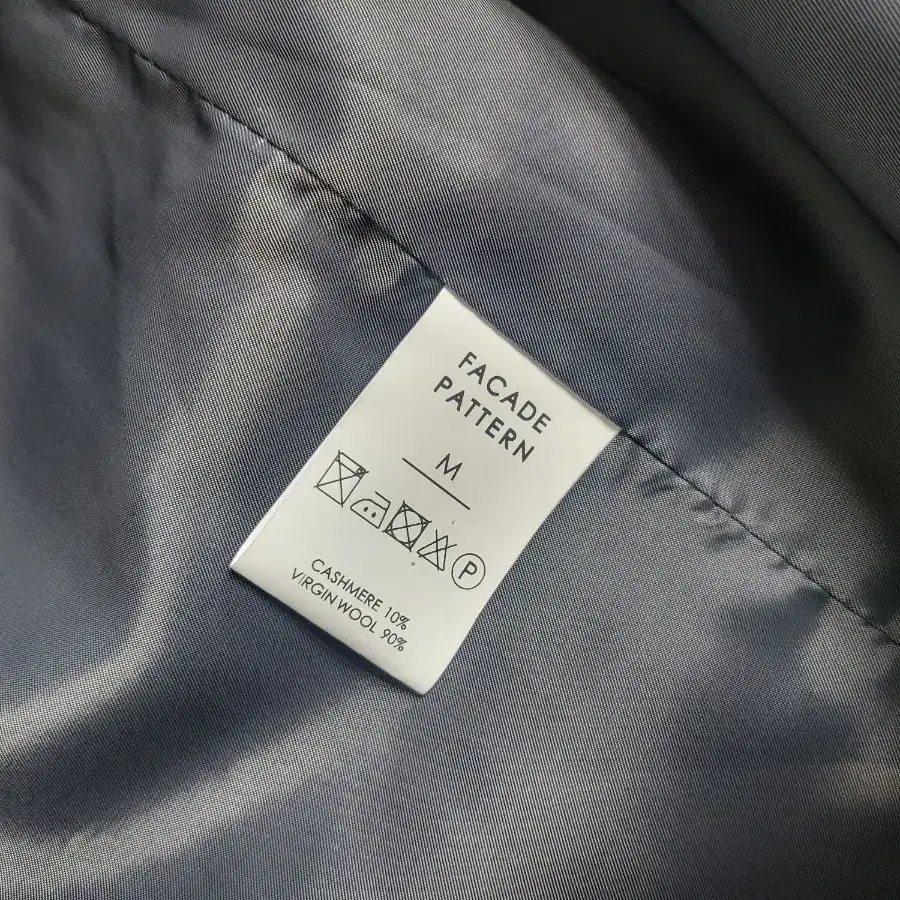 FACADE
PATTERN
M
P
CASHMERE 10%
VIRGIN WOOL 90%